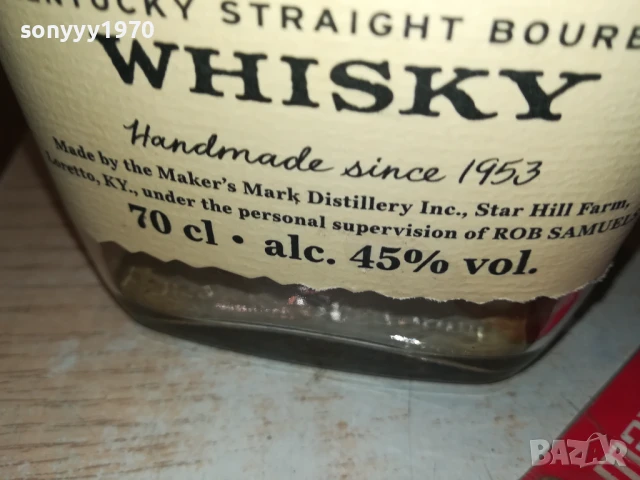 sonyyy1970
KENTUCKY STRAIGHT BOURB
WHISKY
Handmade since 1953
Made by the Maker's Mark Distillery Inc., Star Hill Farm,
Loretto, KY., under the personal supervision of ROB SAMUELS
70 cl • alc. 45% vol.
BAZAR